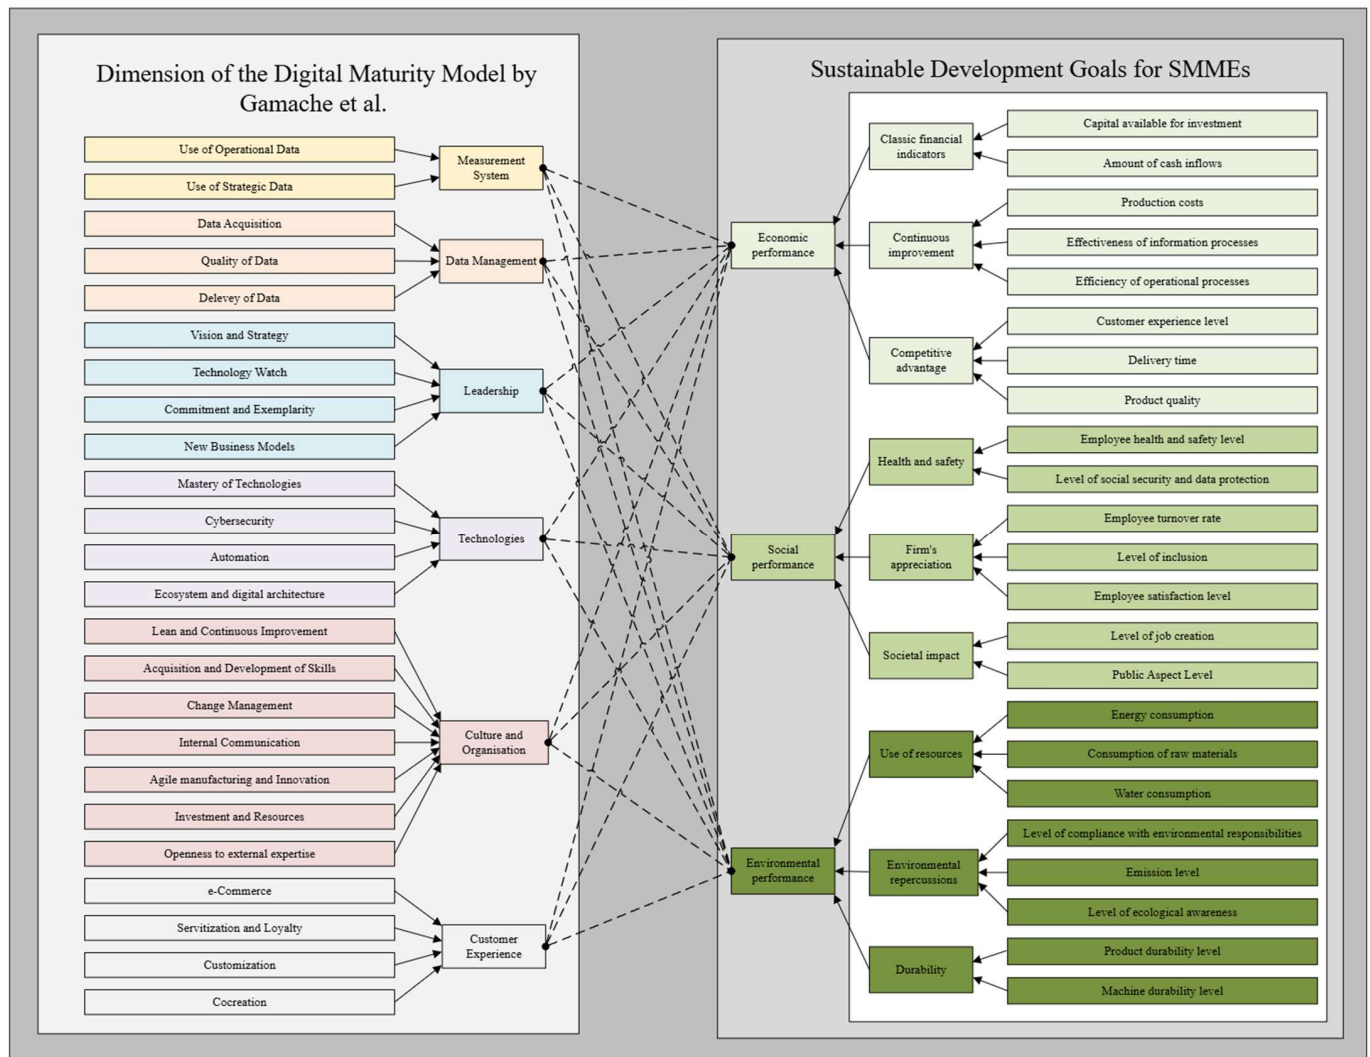 Dimension of the Digital Maturity Model by
Gamache et al.
Use of Operational Data
Use of Strategic Data
Data Acquisition
Quality of Data
Delevey of Data
Vision and Strategy
Technology Watch
Commitment and Exemplarity
New Business Models
Mastery of Technologies
Cybersecurity
Automation
Ecosystem and digital architecture
Lean and Continuous Improvement
Acquisition and Development of Skills
Change Management
Internal Communication
Agile manufacturing and Innovation
Investment and Resources
Openness to external expertise
e-Commerce
Servitization and Loyalty
Customization
Cocreation
Measurement
System
Data Management
Leadership
Technologies
Culture and
Organisation
Customer
Experience
Sustainable Development Goals for SMMEs
Economic
performance
Social
performance
Environmental
performance
Classic financial
indicators
Continuous
improvement
Competitive
advantage
Health and safety
Firm's
appreciation
Societal impact
Use of resources
Environmental
repercussions
Durability
Capital available for investment
Amount of cash inflows
Production costs
Effectiveness of information processes
Efficiency of operational processes
Customer experience level
Delivery time
Product quality
Employee health and safety level
Level of social security and data protection
Employee turnover rate
Level of inclusion
Employee satisfaction level
Level of job creation
Public Aspect Level
Energy consumption
Consumption of raw materials
Water consumption
Level of compliance with environmental responsibilities
Emission level
Level of ecological awareness
Product durability level
Machine durability level